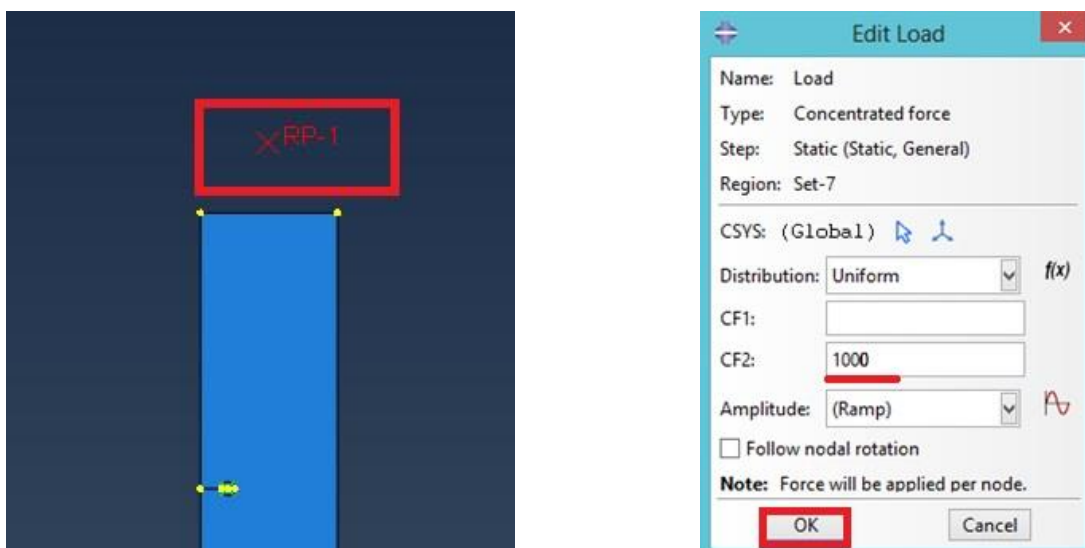 RP-1
Edit Load
Name: Load
Type: Concentrated force
Step: Static (Static, General)
Region: Set-7
CSYS: (Global)
Distribution: Uniform f(x)
CF1:
CF2: 1000
Amplitude: (Ramp)
Follow nodal rotation
Note: Force will be applied per node.
OK Cancel